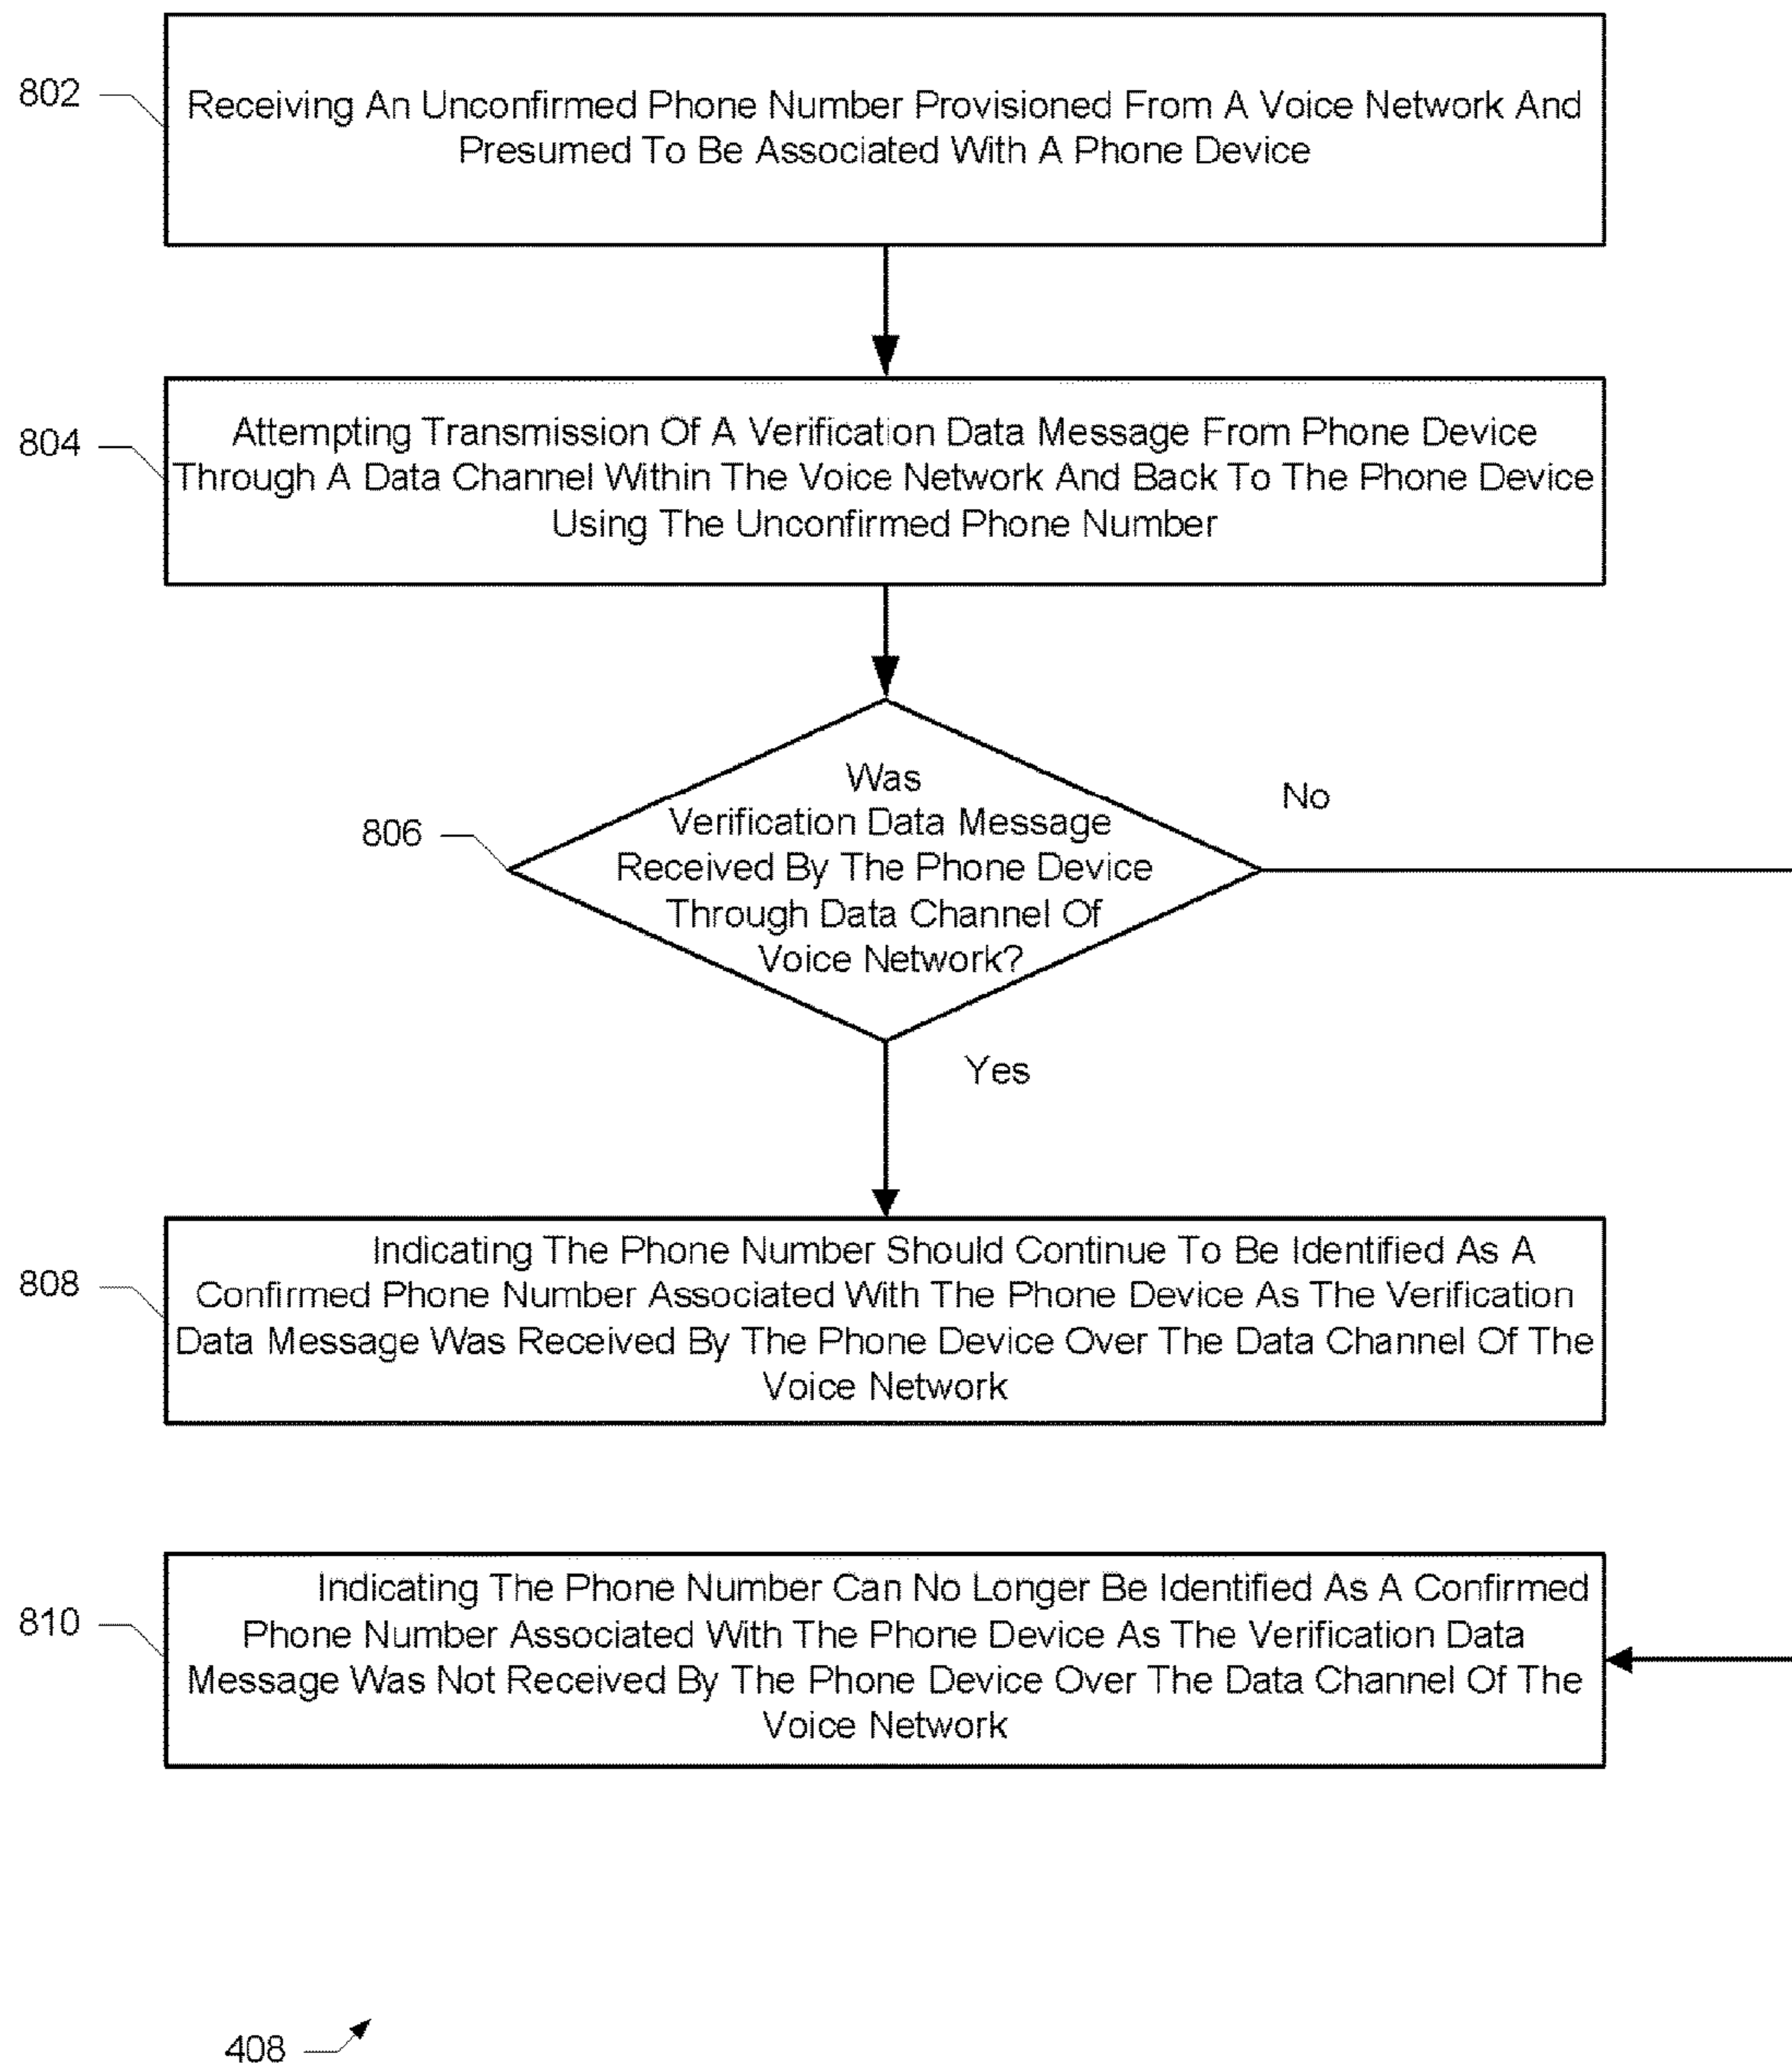 802
Receiving An Unconfirmed Phone Number Provisioned From A Voice Network And
Presumed To Be Associated With A Phone Device
804
Attempting Transmission Of A Verification Data Message From Phone Device
Through A Data Channel Within The Voice Network And Back To The Phone Device
Using The Unconfirmed Phone Number
806
Was
Verification Data Message
Received By The Phone Device
Through Data Channel Of
Voice Network?
No
Yes
808
Indicating The Phone Number Should Continue To Be Identified As A
Confirmed Phone Number Associated With The Phone Device As The Verification
Data Message Was Received By The Phone Device Over The Data Channel Of The
Voice Network
810
Indicating The Phone Number Can No Longer Be Identified As A Confirmed
Phone Number Associated With The Phone Device As The Verification Data
Message Was Not Received By The Phone Device Over The Data Channel Of The
Voice Network
408